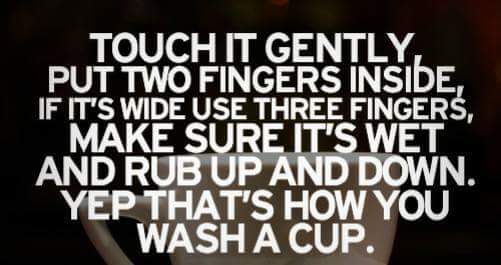 TOUCH IT GENTLY,
PUT TWO FINGERS INSIDE,
IF IT'S WIDE USE THREE FINGERS,
MAKE SURE IT'S WET
AND RUB UP AND DOWN.
YEP THAT'S HOW YOU
WASH A CUP.